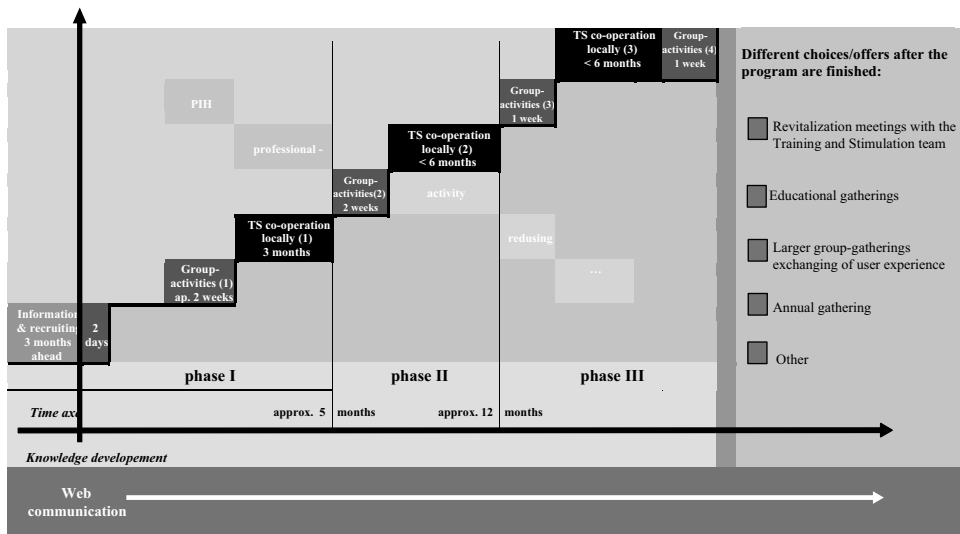 TS co-operation
locally (3)
< 6 months
Group-
activities (4)
1 week
Different choices/offers after the
program are finished:
Group-
activities (3)
1 week
PIH
TS co-operation
locally (2)
< 6 months
professional -
Revitalization meetings with the
Training and Stimulation team
Group-
activities(2)
2 weeks
activity
Educational gatherings
TS co-operation
locally (1)
3 months
redusing
Larger group-gatherings
exchanging of user experience
Group-
activities (1)
ap. 2 weeks
...
Information
& recruiting
3 months
ahead
2
days
Annual gathering
Other
phase I
phase II
phase III
Time axe
approx. 5
months
approx. 12
months
Knowledge developement
Web
communication